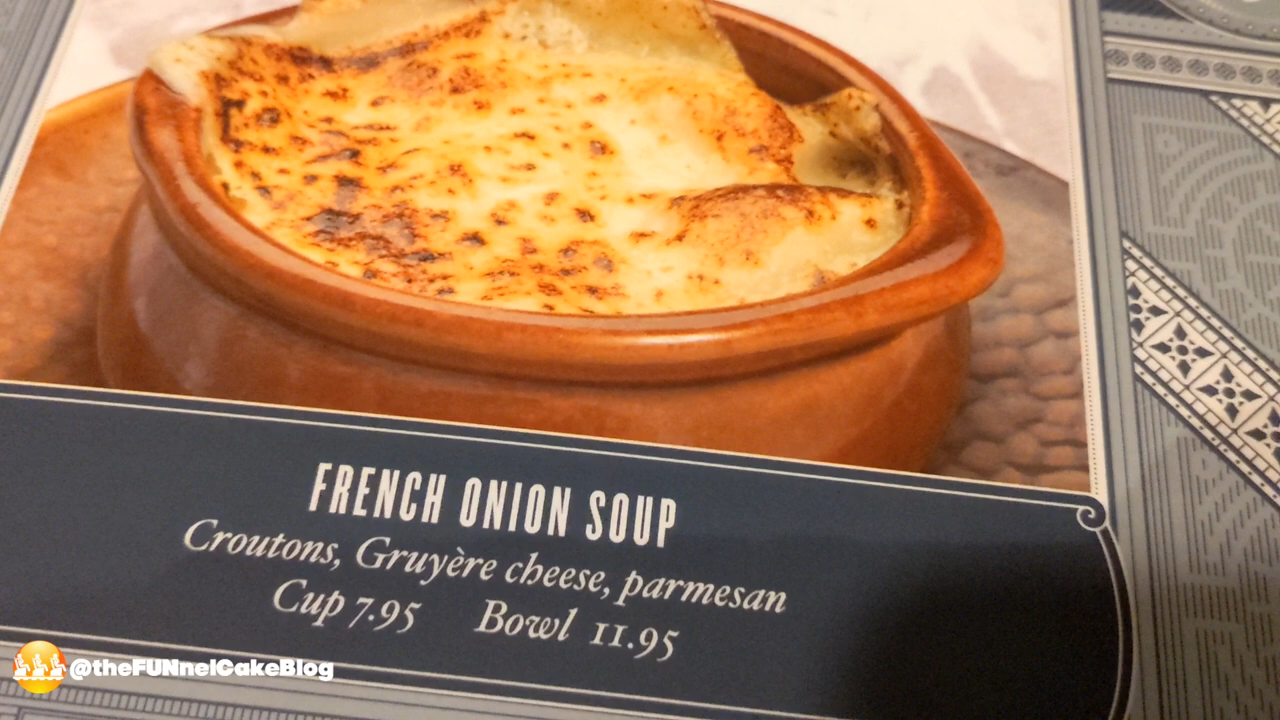 FRENCH ONION SOUP
Croutons, Gruyère cheese, parmesan
Cup 7.95 Bowl 11.95
@theFUNnelCakeBlog